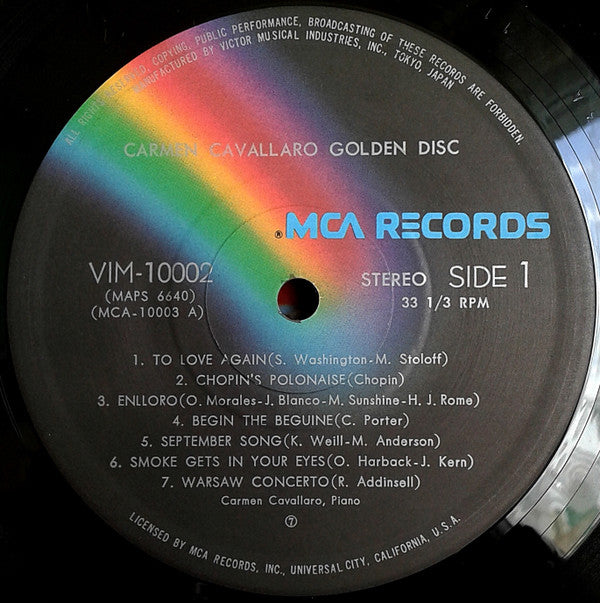 ALL RIGHTS RESERVED, COPYING, PUBLIC PERFORMANCE, BROADCASTING OF THESE RECORDS ARE FORBIDDEN.
MANUFACTURED BY VICTOR MUSICAL INDUSTRIES, INC., TOKYO, JAPAN
CARMEN CAVALLARO GOLDEN DISC
®MCA RECORDS
VIM-10002
(MAPS 6640)
(MCA-10003 A)
STEREO SIDE 1
33 1/3 RPM
1. TO LOVE AGAIN(S. Washington-M. Stoloff)
2. CHOPIN'S POLONAISE(Chopin)
3. ENLLORO(O. Morales-J. Blanco-M. Sunshine-H. J. Rome)
4. BEGIN THE BEGUINE(C. Porter)
5. SEPTEMBER SONG(K. Weill-M. Anderson)
6. SMOKE GETS IN YOUR EYES(O. Harback-J. Kern)
7. WARSAW CONCERTO(R. Addinsell)
Carmen Cavallaro, Piano
⑦
LICENSED BY MCA RECORDS, INC., UNIVERSAL CITY, CALIFORNIA, U.S.A.